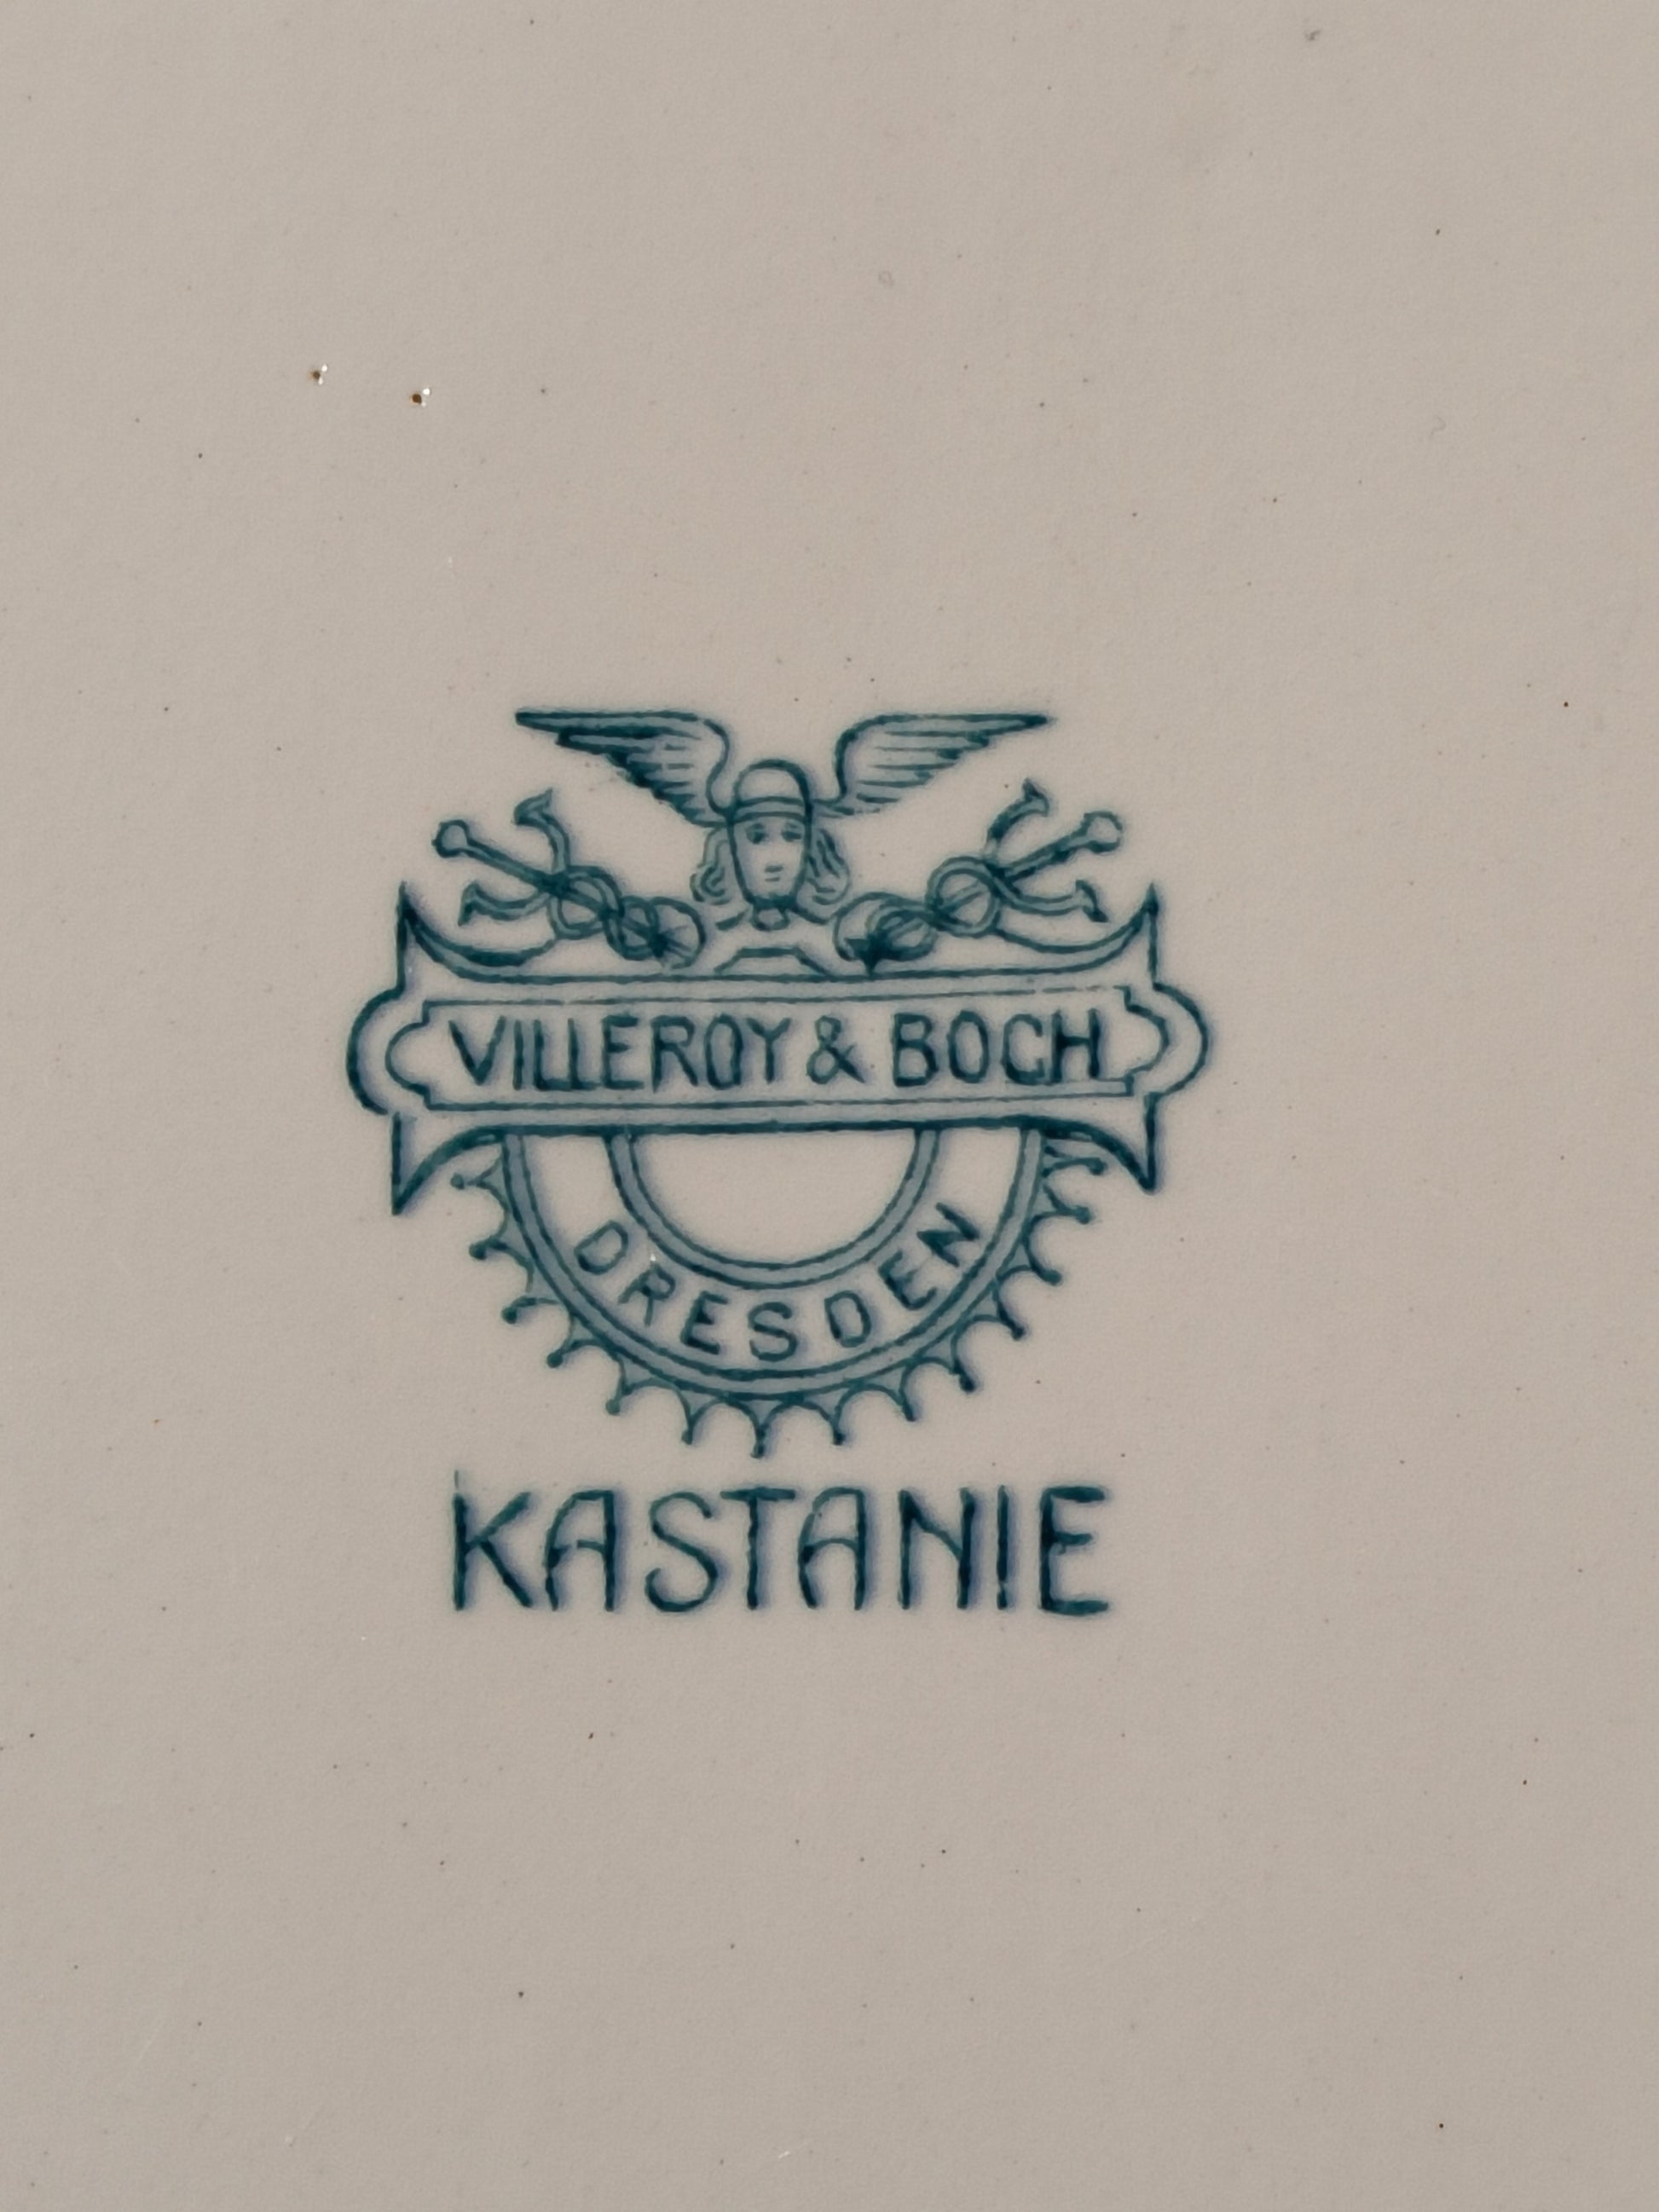 VILLEROY & BOCH
DRESDEN
KASTANIE